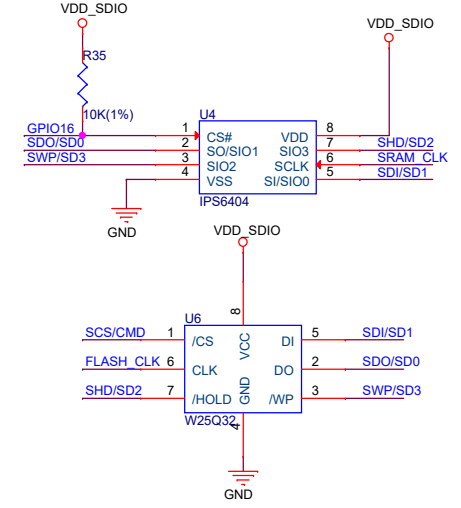 VDD_SDIO
VDD_SDIO
R35
10K(1%)
U4
GPIO16 1 CS# VDD 8
SDO/SD0 2 SO/SIO1 SIO3 7 SHD/SD2
SWP/SD3 3 SIO2 SCLK 6 SRAM_CLK
4 VSS SI/SIO0 5 SDI/SD1
IPS6404
GND
VDD_SDIO
8
U6
SCS/CMD 1 /CS VCC DI 5 SDI/SD1
FLASH_CLK 6 CLK DO 2 SDO/SD0
SHD/SD2 7 /HOLD GND /WP 3 SWP/SD3
W25Q32
4
GND